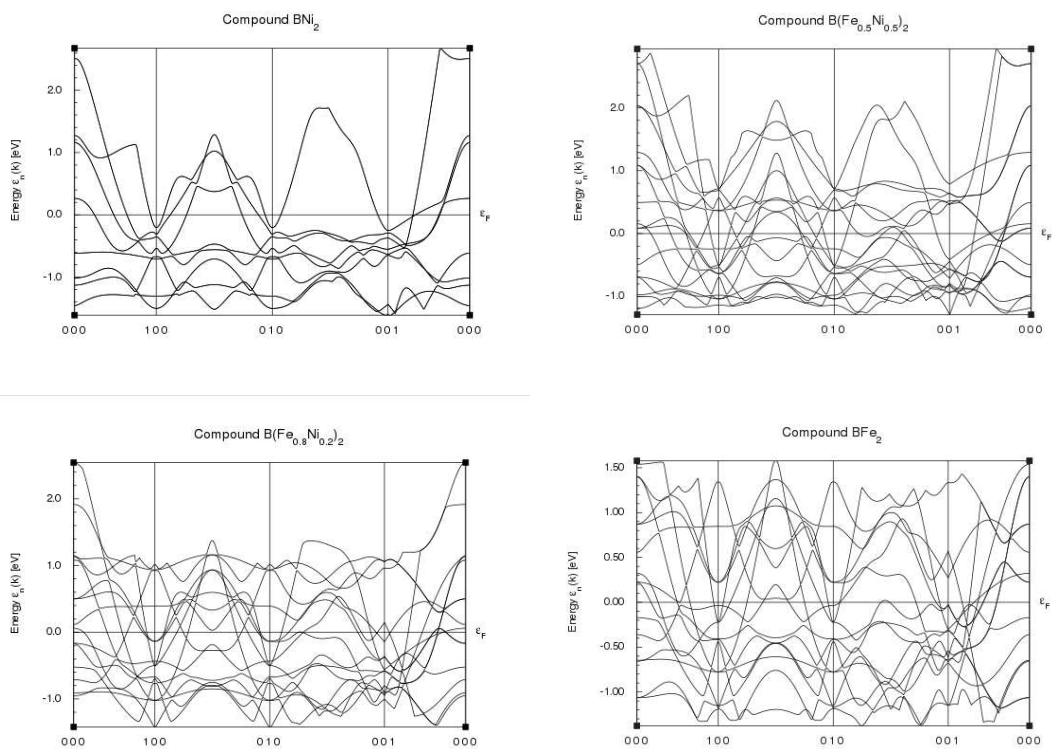 Compound BNi2
2.0
1.0
0.0
-1.0
Energy εn(k) [eV]
εF
000 100 010 001 000
Compound B(Fe0.5Ni0.5)2
2.0
1.0
0.0
-1.0
Energy εn(k) [eV]
εF
000 100 010 001 000
Compound B(Fe0.8Ni0.2)2
2.0
1.0
0.0
-1.0
Energy εn(k) [eV]
εF
000 100 010 001 000
Compound BFe2
1.50
1.00
0.50
0.00
-0.50
-1.00
Energy εn(k) [eV]
εF
000 100 010 001 000